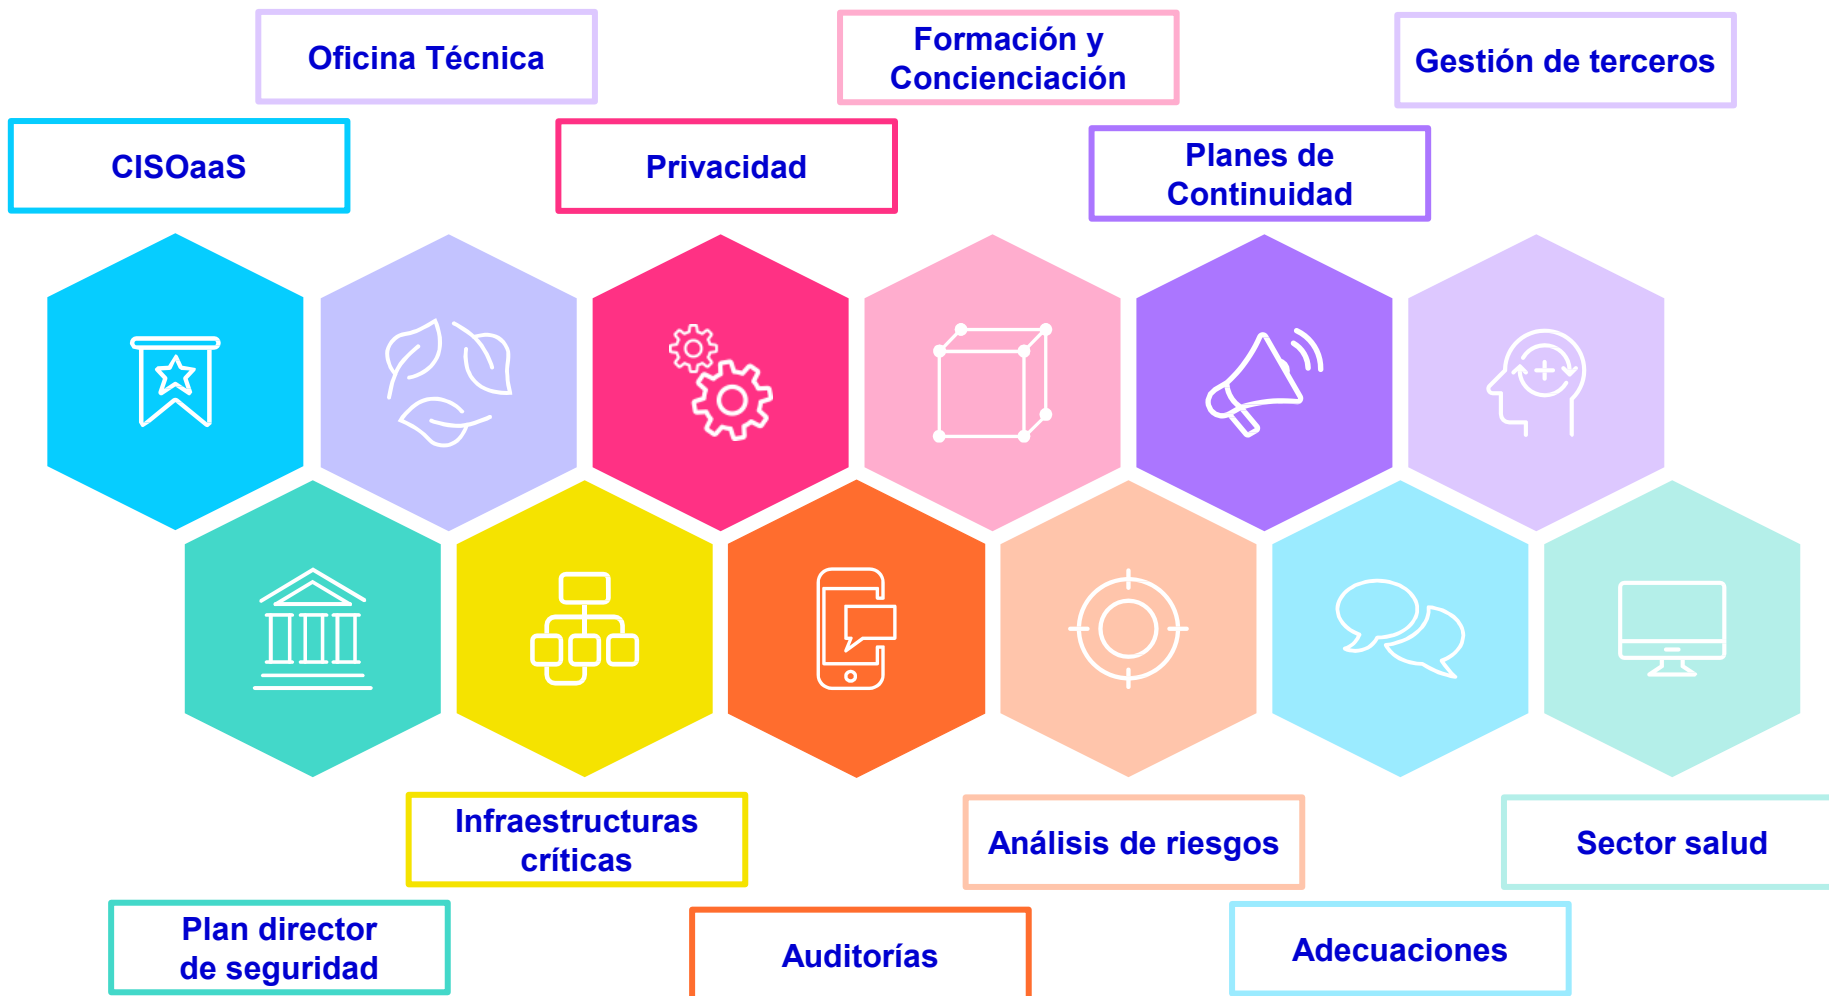 Oficina Técnica
Formación y
Concienciación
Gestión de terceros
CISOaaS
Privacidad
Planes de
Continuidad
Infraestructuras
críticas
Análisis de riesgos
Sector salud
Plan director
de seguridad
Auditorías
Adecuaciones